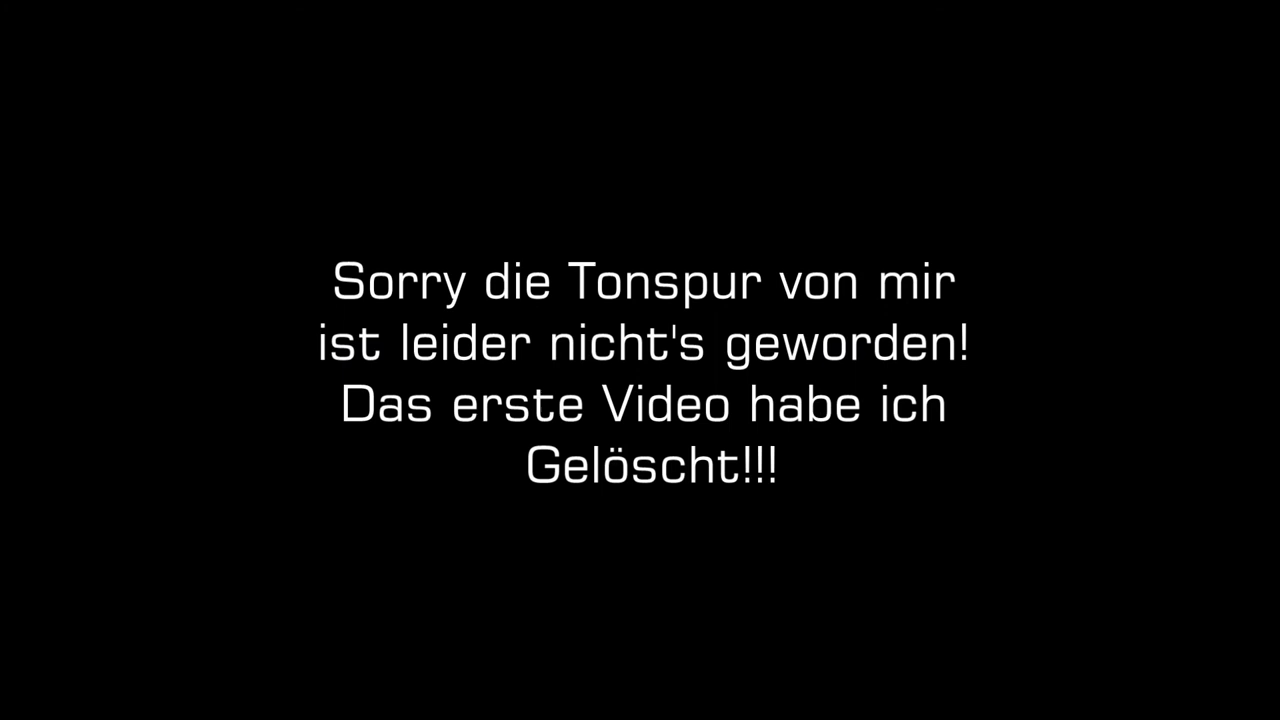 Sorry die Tonspur von mir
ist leider nicht's geworden!
Das erste Video habe ich
Gelöscht!!!